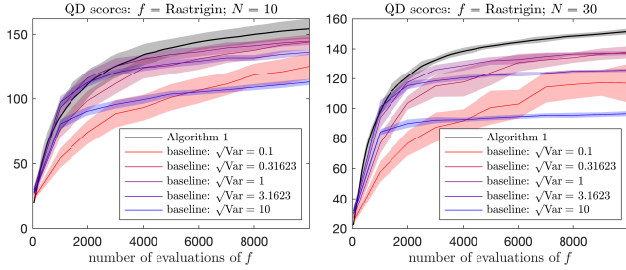 QD scores: f = Rastrigin; N = 10
150
100
50
0
0
2000
4000
6000
8000
number of evaluations of f
Algorithm 1
baseline: √Var = 0.1
baseline: √Var = 0.31623
baseline: √Var = 1
baseline: √Var = 3.1623
baseline: √Var = 10
QD scores: f = Rastrigin; N = 30
160
140
120
100
80
60
40
22
0
2000
4000
6000
8000
number of evaluations of f
Algorithm 1
baseline: √Var = 0.1
baseline: √Var = 0.31623
baseline: √Var = 1
baseline: √Var = 3.1623
baseline: √Var = 10